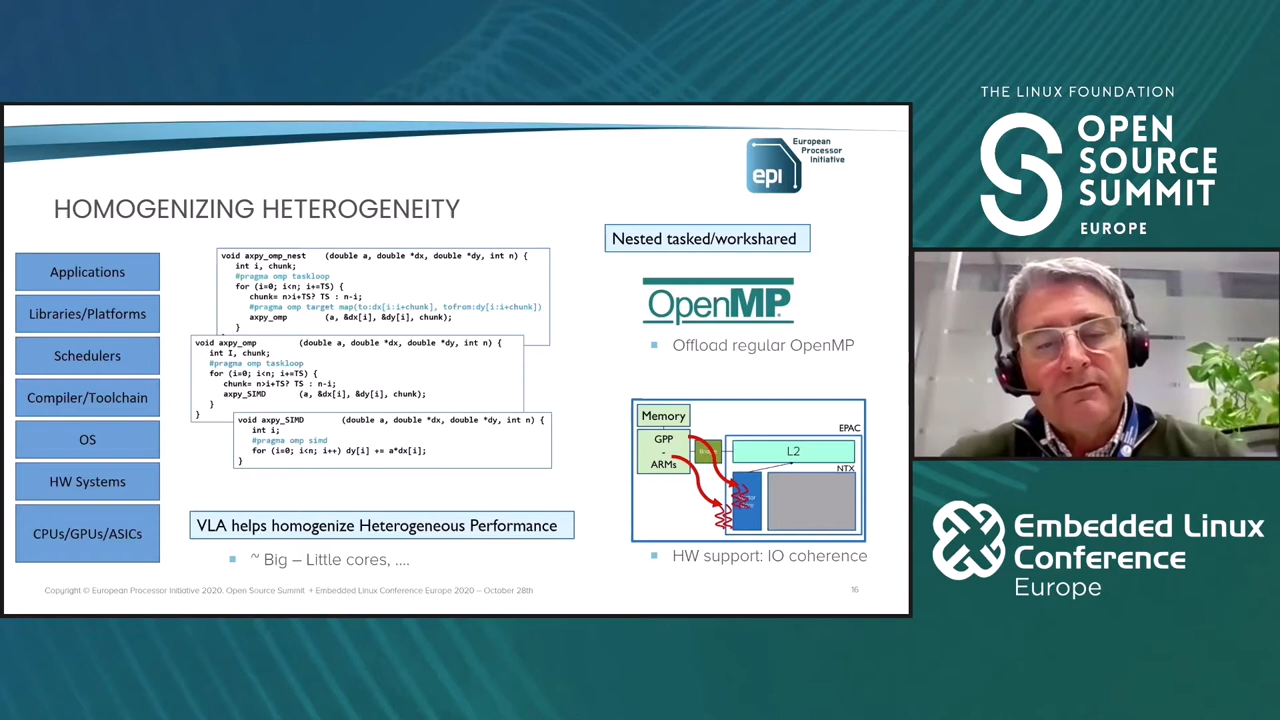 THE LINUX FOUNDATION
OPEN
SOURCE
SUMMIT
EUROPE
European
Processor
Initiative
epi
HOMOGENIZING HETEROGENEITY
Applications
Libraries/Platforms
Schedulers
Compiler/Toolchain
OS
HW Systems
CPUs/GPUs/ASICs
void axpy_omp_nest (double a, double *dx, double *dy, int n) {
int i, chunk;
#pragma omp taskloop
for (i=0; i<n; i+=TS) {
chunk= n>i+TS? TS : n-i;
#pragma omp target map(to:dx[i:i+chunk], tofrom:dy[i:i+chunk])
axpy_omp (a, &dx[i], &dy[i], chunk);
}
void axpy_omp (double a, double *dx, double *dy, int n) {
int I, chunk;
#pragma omp taskloop
for (i=0; i<n; i+=TS) {
chunk= n>i+TS? TS : n-i;
axpy_SIMD (a, &dx[i], &dy[i], chunk);
}
}
void axpy_SIMD (double a, double *dx, double *dy, int n) {
int i;
#pragma omp simd
for (i=0; i<n; i++) dy[i] += a*dx[i];
}
VLA helps homogenize Heterogeneous Performance
~ Big – Little cores, ....
Nested tasked/workshared
OpenMP®
Offload regular OpenMP
Memory
GPP
-
ARMs
EPAC
L2
NTX
HW support: IO coherence
Copyright © European Processor Initiative 2020. Open Source Summit + Embedded Linux Conference Europe 2020 – October 28th
16
Embedded Linux
Conference
Europe